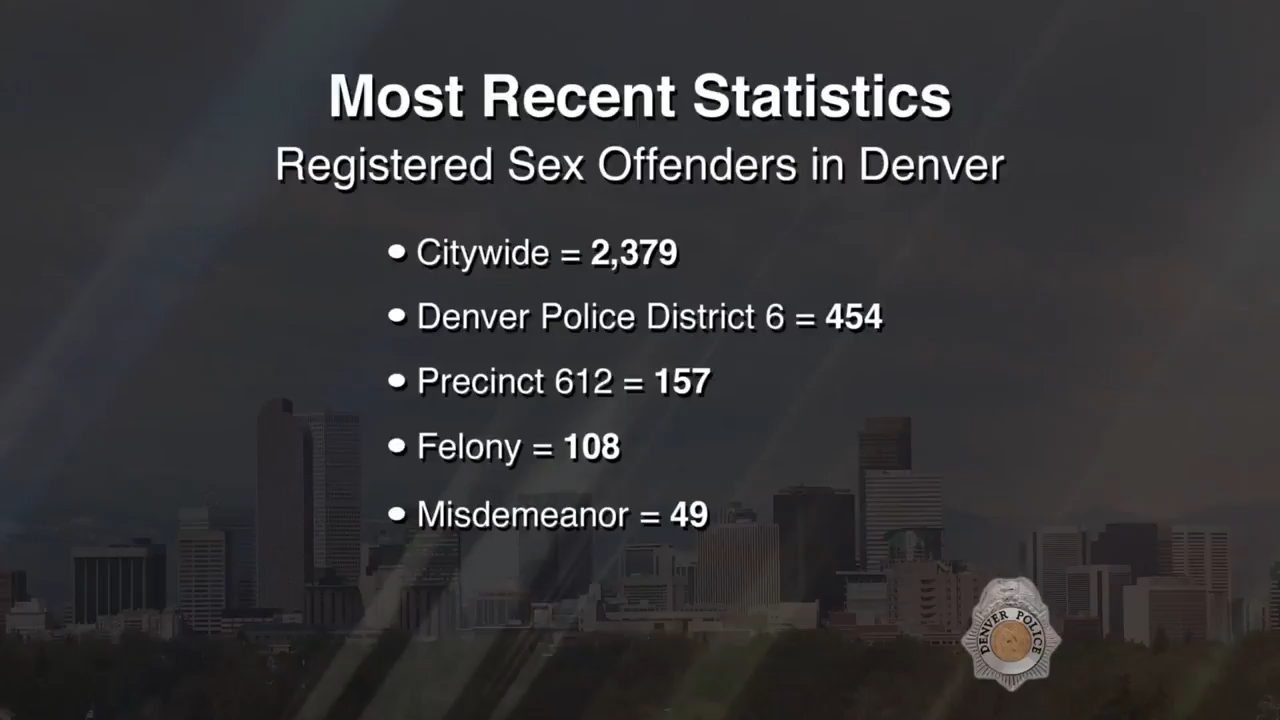 Most Recent Statistics
Registered Sex Offenders in Denver
• Citywide = 2,379
• Denver Police District 6 = 454
• Precinct 612 = 157
• Felony = 108
• Misdemeanor = 49
DENVER POLICE